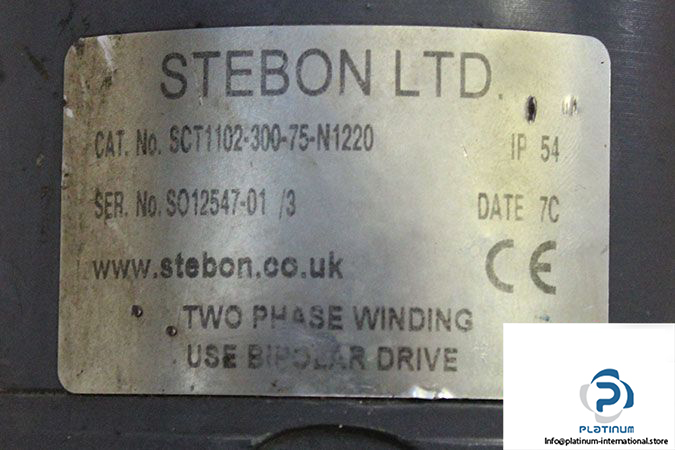 STEBON LTD.
CAT. No. SCT1102-300-75-N1220 IP 54
SER. No. SO12547-01 /3 DATE 7C
www.stebon.co.uk CE
TWO PHASE WINDING
USE BIPOLAR DRIVE
PLATINUM
Info@platinum-international.store